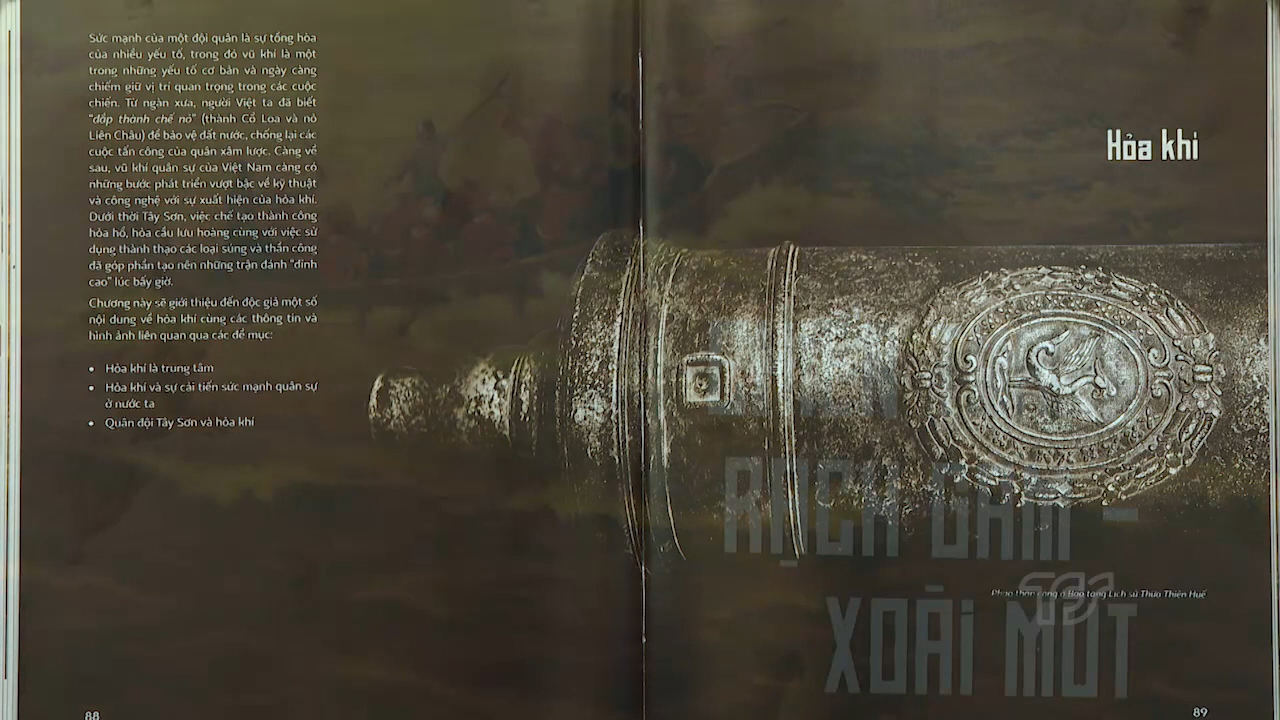 Sức mạnh của một đội quân là sự tổng hòa
của nhiều yếu tố, trong đó vũ khí là một
trong những yếu tố cơ bản và ngày càng
chiếm giữ vị trí quan trọng trong các cuộc
chiến. Từ ngàn xưa, người Việt ta đã biết
"đắp thành chế nỏ" (thành Cổ Loa và nỏ
Liên Châu) để bảo vệ đất nước, chống lại các
cuộc tấn công của quân xâm lược. Càng về
sau, vũ khí quân sự của Việt Nam càng có
những bước phát triển vượt bậc về kỹ thuật
và công nghệ với sự xuất hiện của hỏa khí.
Dưới thời Tây Sơn, việc chế tạo thành công
hỏa hổ, hỏa cầu lưu hoàng cùng với việc sử
dụng thành thạo các loại súng và thần công
đã góp phần tạo nên những trận đánh "đỉnh
cao" lúc bấy giờ.
Chương này sẽ giới thiệu đến độc giả một số
nội dung về hỏa khí cùng các thông tin và
hình ảnh liên quan qua các đề mục:
• Hỏa khí là trung tâm
• Hỏa khí và sự cải tiến sức mạnh quân sự
ở nước ta
• Quân đội Tây Sơn và hỏa khí
88
Hỏa khí
RẠCH GẦM -
XOÀI MÚT
Pháo thần công ở Bảo tàng Lịch sử Thừa Thiên Huế
89